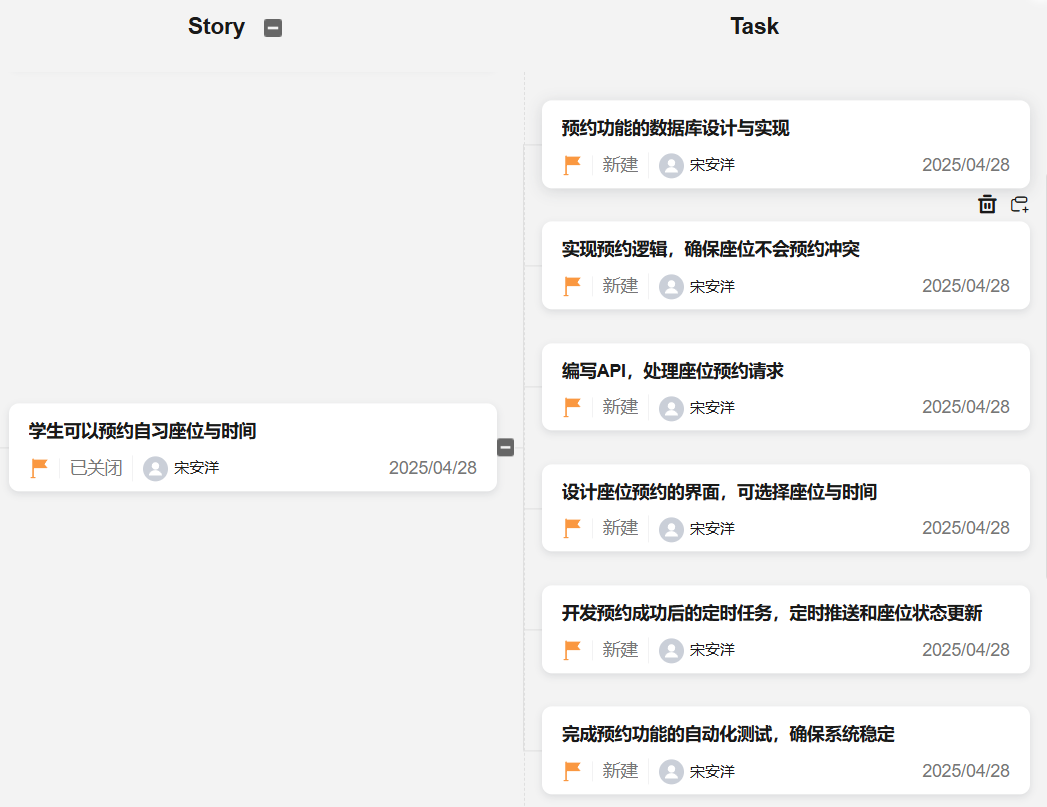 Story
Task
预约功能的数据库设计与实现
新建 宋安洋 2025/04/28
实现预约逻辑，确保座位不会预约冲突
新建 宋安洋 2025/04/28
编写API，处理座位预约请求
新建 宋安洋 2025/04/28
学生可以预约自习座位与时间
已关闭 宋安洋 2025/04/28
设计座位预约的界面，可选择座位与时间
新建 宋安洋 2025/04/28
开发预约成功后的定时任务，定时推送和座位状态更新
新建 宋安洋 2025/04/28
完成预约功能的自动化测试，确保系统稳定
新建 宋安洋 2025/04/28